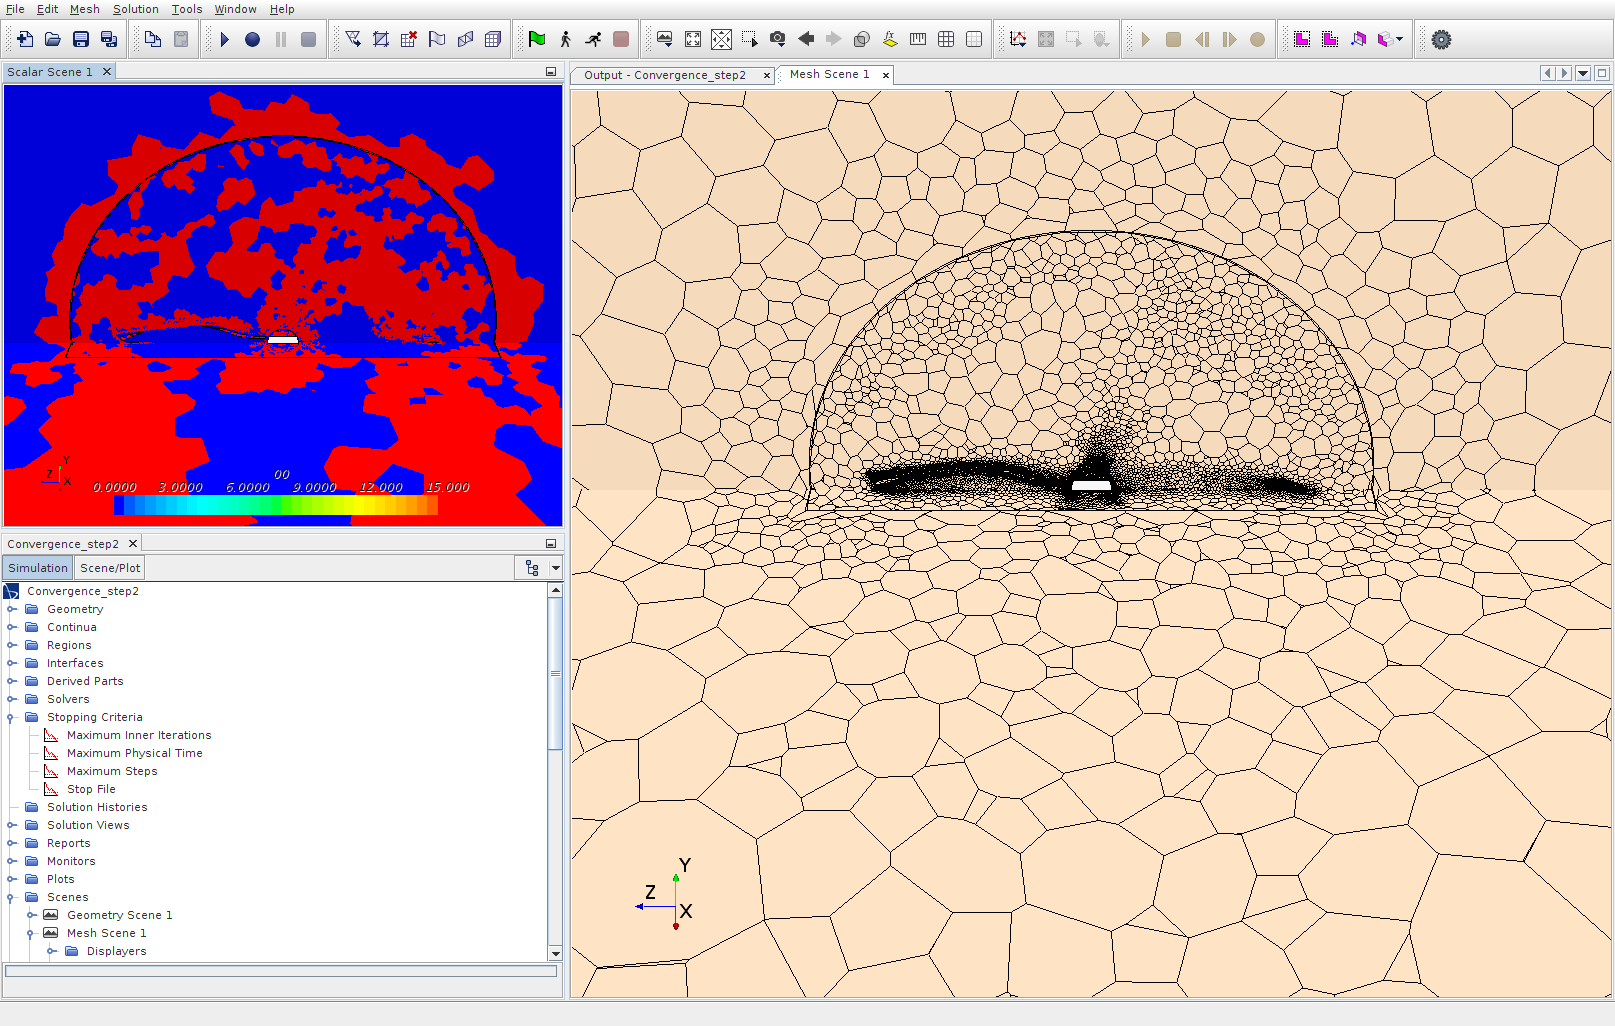 File Edit Mesh Solution Tools Window Help
Scalar Scene 1
Y
Z
X
00
0.0000 3.0000 6.0000 9.0000 12.000 15.000
Convergence_step2
Simulation Scene/Plot
Convergence_step2
Geometry
Continua
Regions
Interfaces
Derived Parts
Solvers
Stopping Criteria
Maximum Inner Iterations
Maximum Physical Time
Maximum Steps
Stop File
Solution Histories
Solution Views
Reports
Monitors
Plots
Scenes
Geometry Scene 1
Mesh Scene 1
Displayers
Output - Convergence_step2 Mesh Scene 1
Y
Z
X